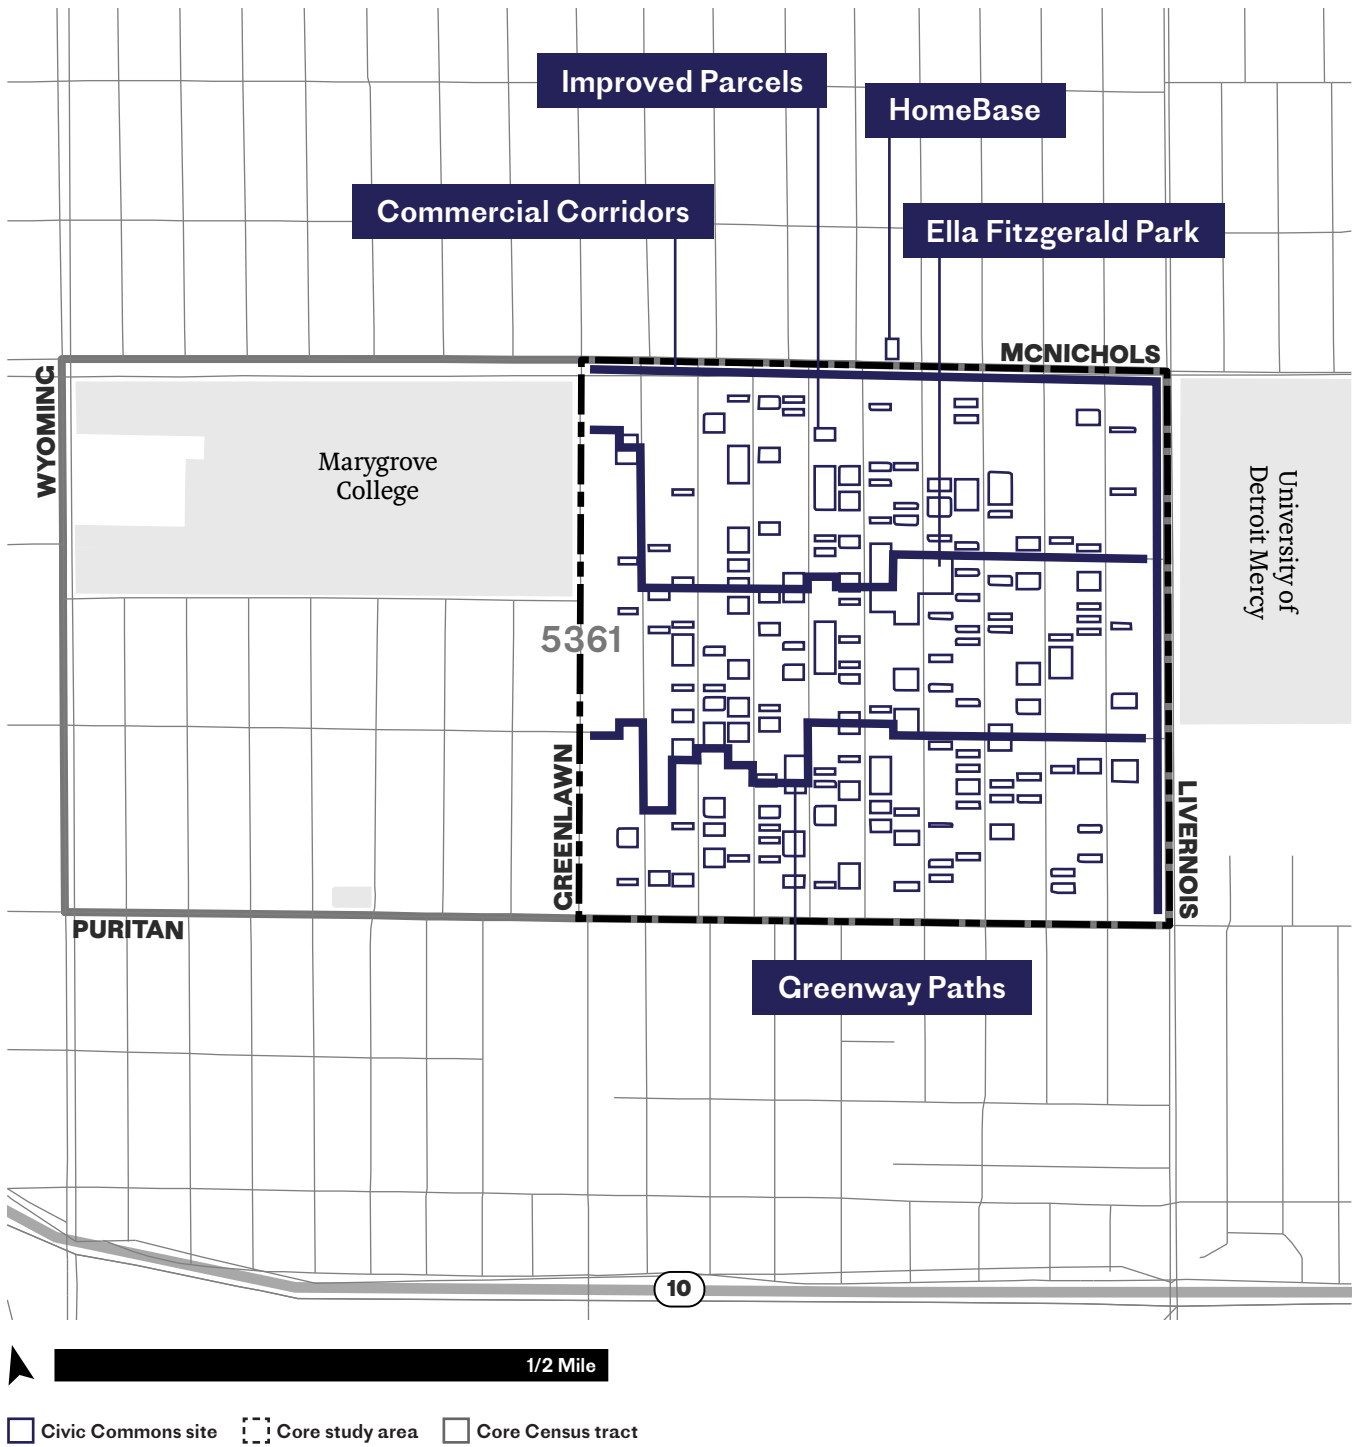 Improved Parcels
HomeBase
Commercial Corridors
Ella Fitzgerald Park
MCNICHOLS
WYOMING
Marygrove
College
University of
Detroit Mercy
5361
GREENLAWN
LIVERNOIS
PURITAN
Greenway Paths
10
1/2 Mile
Civic Commons site
Core study area
Core Census tract